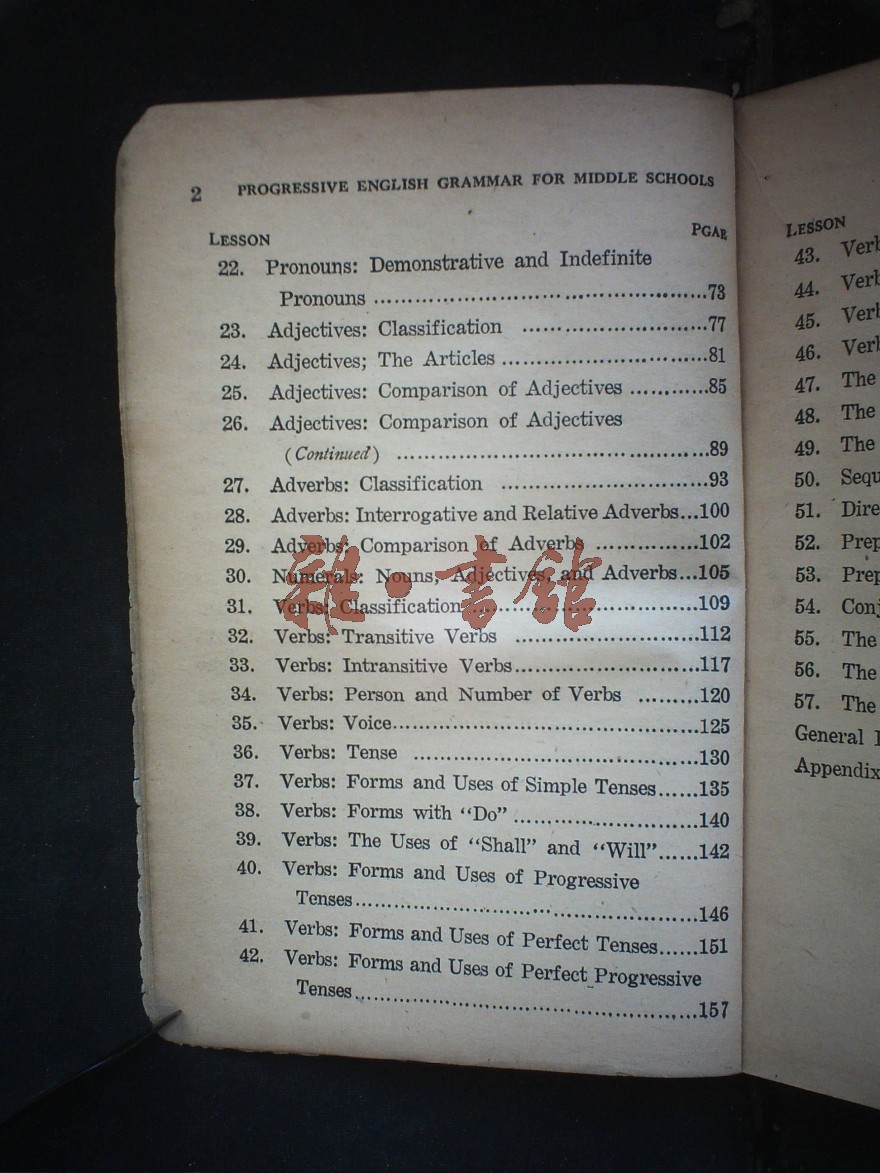 2 PROGRESSIVE ENGLISH GRAMMAR FOR MIDDLE SCHOOLS
LESSON PGAE
22. Pronouns: Demonstrative and Indefinite
Pronouns ............................................73
23. Adjectives: Classification ..........................77
24. Adjectives; The Articles ..............................81
25. Adjectives: Comparison of Adjectives ............85
26. Adjectives: Comparison of Adjectives
(Continued) ............................................89
27. Adverbs: Classification ..............................93
28. Adverbs: Interrogative and Relative Adverbs...100
29. Adverbs: Comparison of Adverbs ...............102
30. Numerals: Nouns, Adjectives, and Adverbs...105
31. Verbs: Classification.................................109
32. Verbs: Transitive Verbs ...........................112
33. Verbs: Intransitive Verbs...........................117
34. Verbs: Person and Number of Verbs .........120
35. Verbs: Voice............................................125
36. Verbs: Tense .........................................130
37. Verbs: Forms and Uses of Simple Tenses......135
38. Verbs: Forms with “Do” ...........................140
39. Verbs: The Uses of “Shall” and “Will”......142
40. Verbs: Forms and Uses of Progressive
Tenses................................................146
41. Verbs: Forms and Uses of Perfect Tenses......151
42. Verbs: Forms and Uses of Perfect Progressive
Tenses................................................157
雜·書館
LESSON
43.
44.
45.
46.
47. The
48. The
49. The
50.
51.
52.
53.
54.
55. The
56. The
57. The
General
Appendix